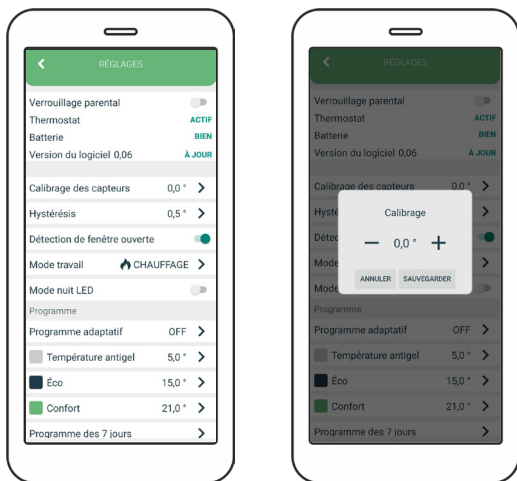 RÉGLAGES
Verrouillage parental
Thermostat ACTIF
Batterie BIEN
Version du logiciel 0,06 À JOUR
Calibrage des capteurs 0,0 °
Hystérésis 0,5 °
Détection de fenêtre ouverte
Mode travail CHAUFFAGE
Mode nuit LED
Programme
Programme adaptatif OFF
Température antigel 5,0 °
Éco 15,0 °
Confort 21,0 °
Programme des 7 jours
RÉGLAGES
Verrouillage parental
Thermostat ACTIF
Batterie BIEN
Version du logiciel 0,06 À JOUR
Calibrage des capteurs 0,0 °
Hysté
Calibrage
Détec
— 0,0 ° +
Mode
ANNULER SAUVEGARDER
Mode
Programme
Programme adaptatif OFF
Température antigel 5,0 °
Éco 15,0 °
Confort 21,0 °
Programme des 7 jours